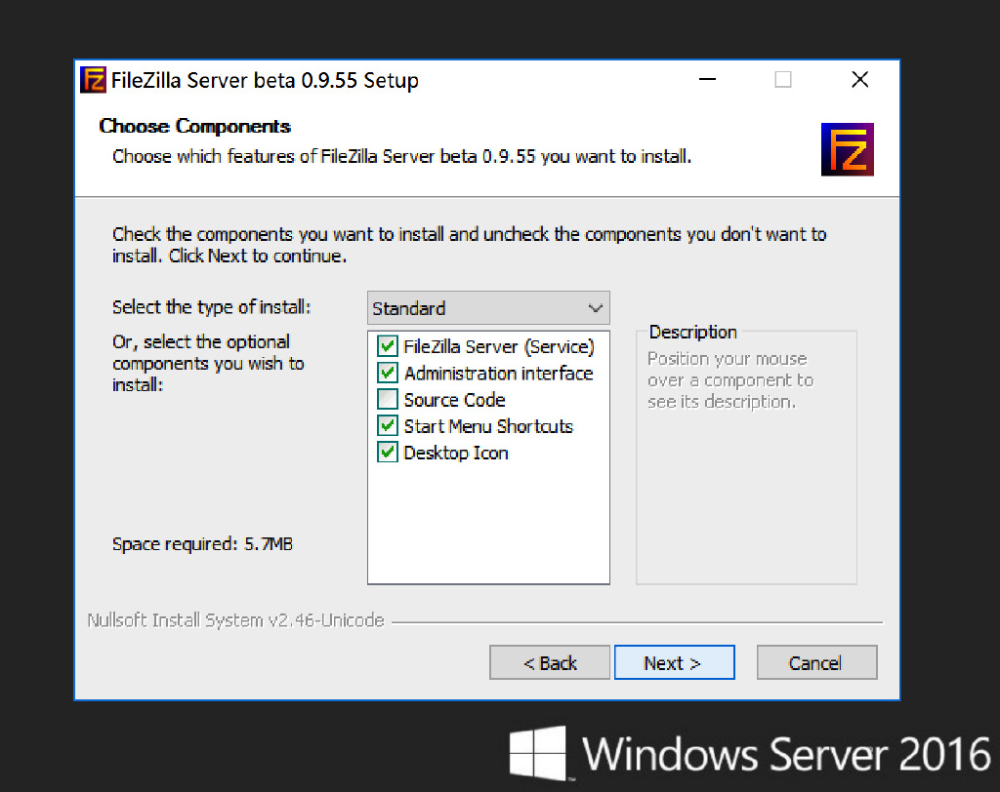 FileZilla Server beta 0.9.55 Setup
Choose Components
Choose which features of FileZilla Server beta 0.9.55 you want to install.
Check the components you want to install and uncheck the components you don't want to
install. Click Next to continue.
Select the type of install:
Standard
Or, select the optional
components you wish to
install:
FileZilla Server (Service)
Administration interface
Source Code
Start Menu Shortcuts
Desktop Icon
Description
Position your mouse
over a component to
see its description.
Space required: 5.7MB
Nullsoft Install System v2.46-Unicode
< Back
Next >
Cancel
Windows Server 2016